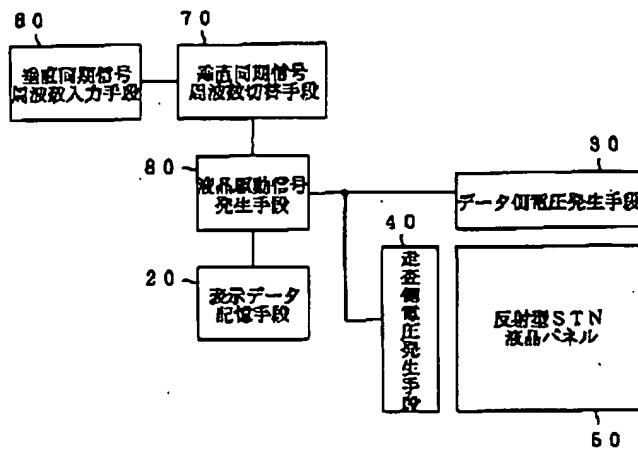 60
70
垂直同期信号
周波数入力手段
垂直同期信号
周波数切替手段
80
液晶駆動信号
発生手段
30
データ側電圧発生手段
40
走査側電圧発生手段
20
表示データ
記憶手段
反射型STN
液晶パネル
50